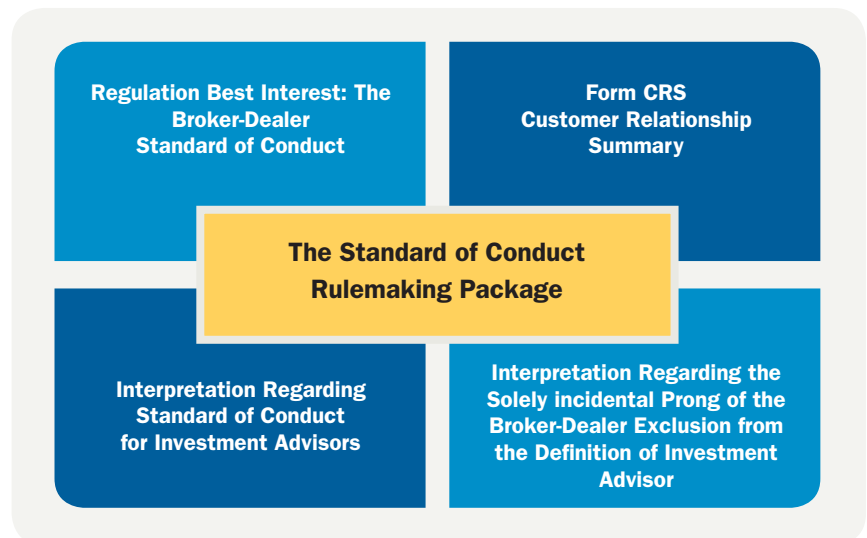 Regulation Best Interest: The
Broker-Dealer
Standard of Conduct
Form CRS
Customer Relationship
Summary
The Standard of Conduct
Rulemaking Package
Interpretation Regarding
Standard of Conduct
for Investment Advisors
Interpretation Regarding the
Solely incidental Prong of the
Broker-Dealer Exclusion from
the Definition of Investment
Advisor